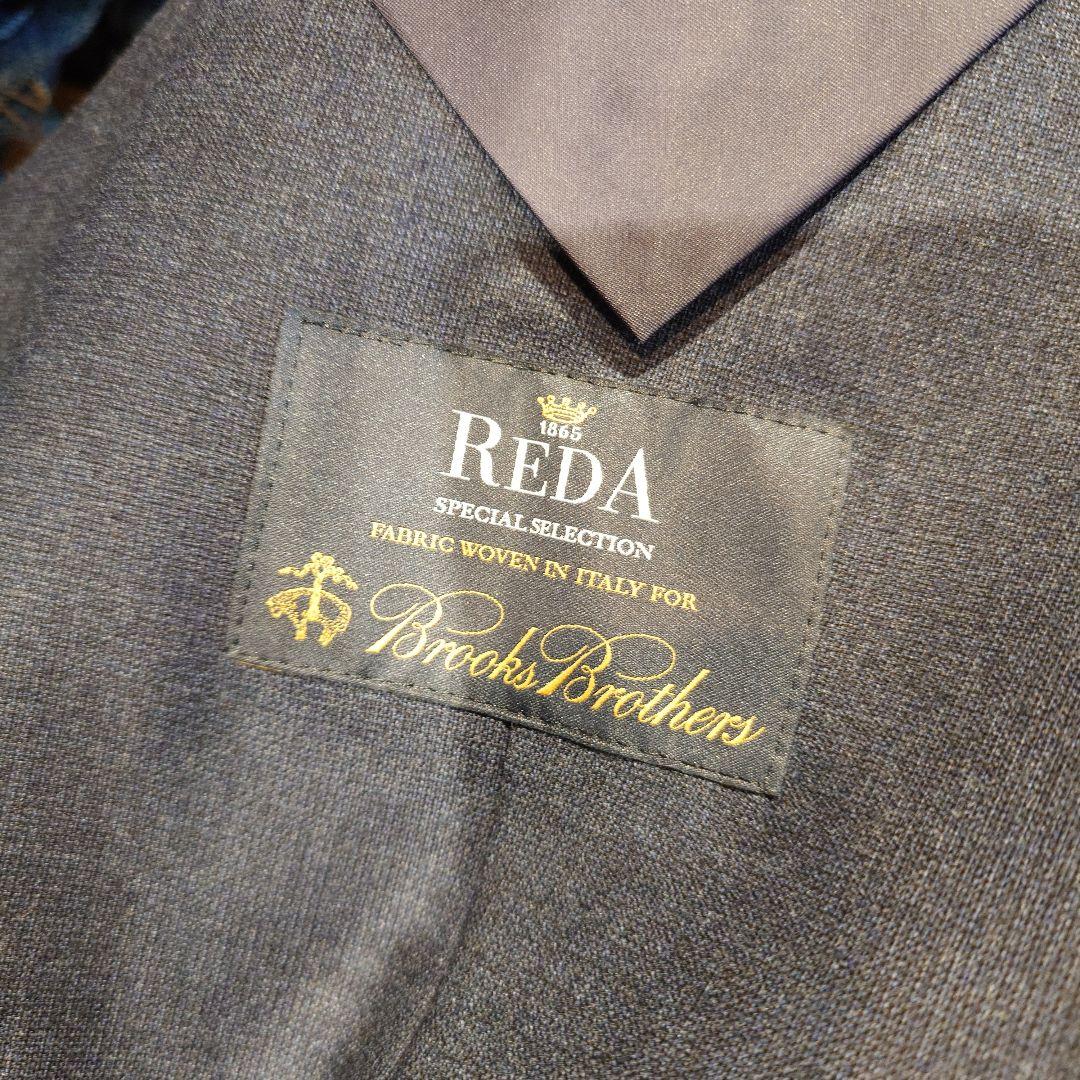 1865
REDA
SPECIAL SELECTION
FABRIC WOVEN IN ITALY FOR
Brooks Brothers